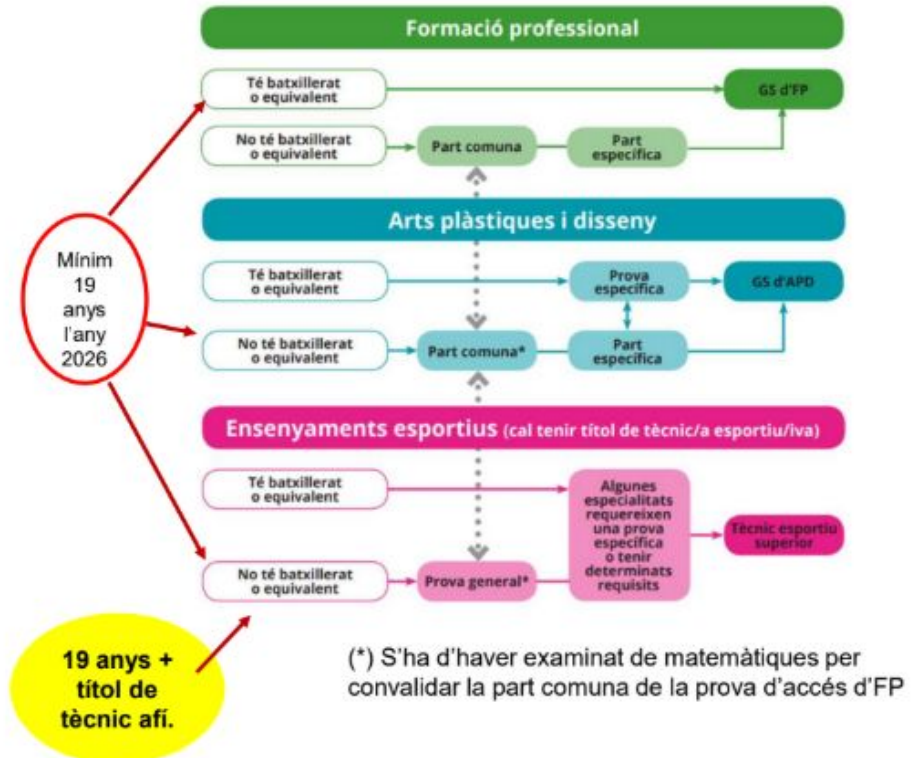 Formació professional
Té batxillerat
o equivalent
GS d'FP
No té batxillerat
o equivalent
Part comuna
Part
específica
Arts plàstiques i disseny
Mínim
19
anys
l'any
2026
Té batxillerat
o equivalent
Prova
específica
GS d'APD
No té batxillerat
o equivalent
Part comuna*
Part
específica
Ensenyaments esportius (cal tenir títol de tècnic/a esportiu/iva)
Té batxillerat
o equivalent
Algunes
especialitats
requereixen
una prova
específica
o tenir
determinats
requisits
Tècnic esportiu
superior
No té batxillerat
o equivalent
Prova general*
19 anys +
títol de
tècnic afí.
(*) S'ha d'haver examinat de matemàtiques per
convalidar la part comuna de la prova d'accés d'FP